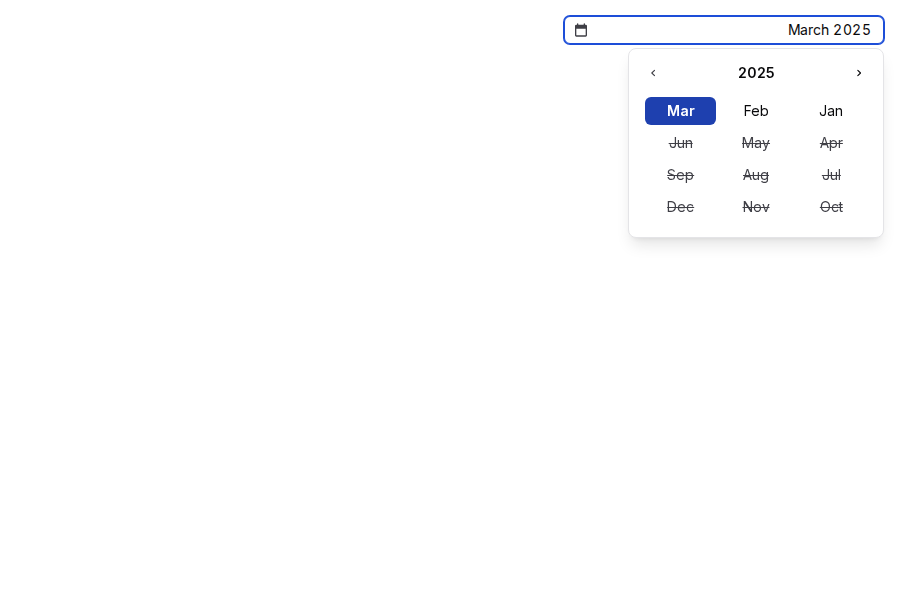 March 2025
‹ 2025 ›
Jan Feb Mar
Apr May Jun
Jul Aug Sep
Oct Nov Dec